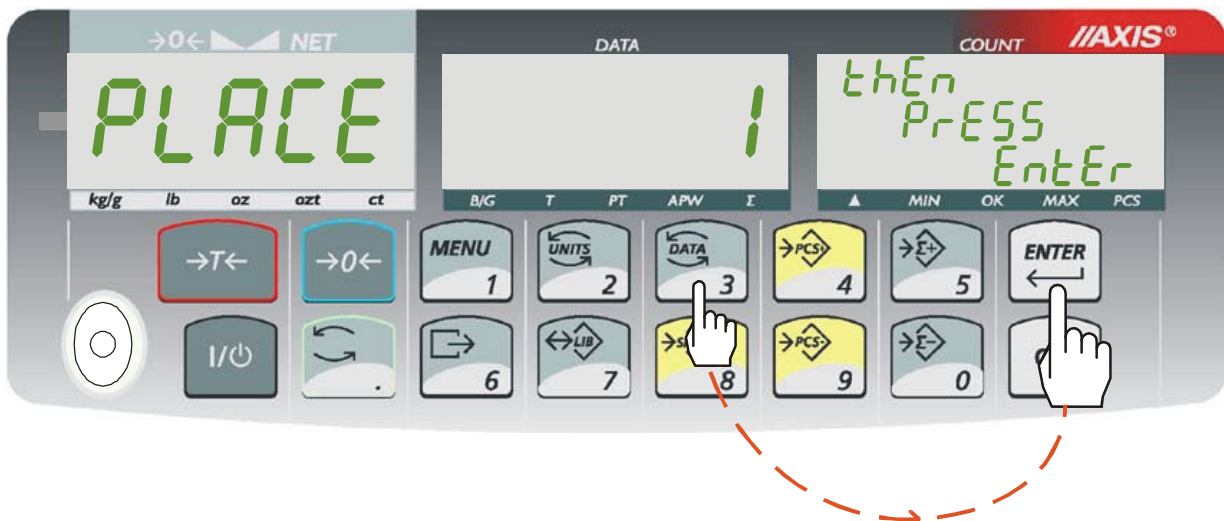 →0← NET DATA COUNT //AXIS®
PLACE 1 thEn
PrESS
EntEr
kg/g lb oz ozt ct B/G T PT APW Σ ▲ MIN OK MAX PCS
→T← →0← MENU 1 UNITS 2 DATA 3 →PCS+ 4 →Σ+ 5 ENTER
I/⏻ . 6 ↔LIB 7 8 →PCS- 9 →Σ- 0